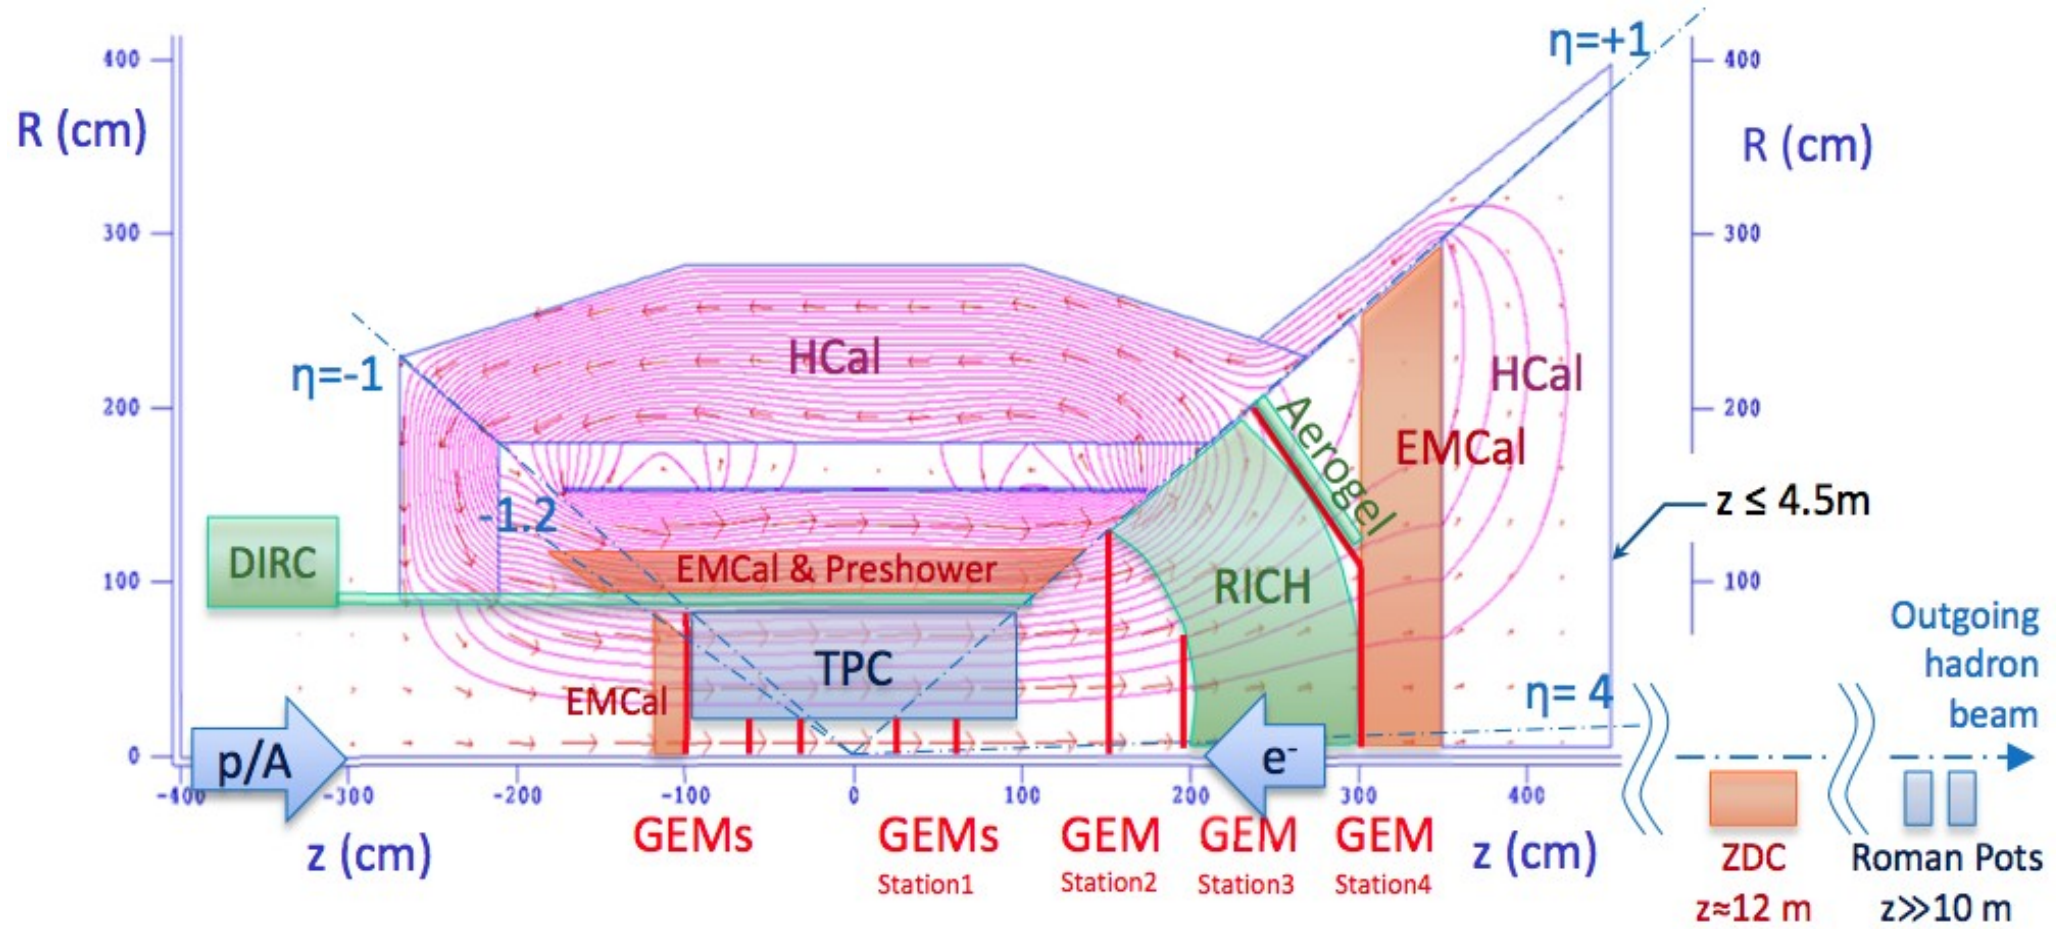 η=+1
400
400
R (cm)
R (cm)
300
300
HCal
η=-1
HCal
200
200
Aerogel
EMCal
-1.2
z ≤ 4.5m
DIRC
EMCal & Preshower
RICH
100
100
Outgoing
hadron
beam
TPC
EMCal
η= 4
0
p/A
e-
-400
-300
-200
-100
0
100
200
300
400
z (cm)
GEMs
GEMs
Station1
GEM
Station2
GEM
Station3
GEM
Station4
z (cm)
ZDC
z≈12 m
Roman Pots
z≫10 m